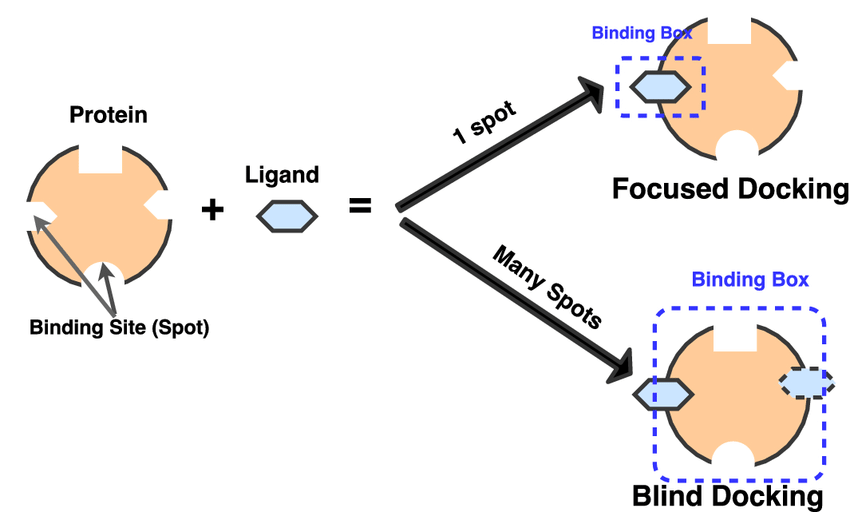 Protein
Ligand
+
=
Binding Site (Spot)
1 spot
Many Spots
Binding Box
Focused Docking
Binding Box
Blind Docking